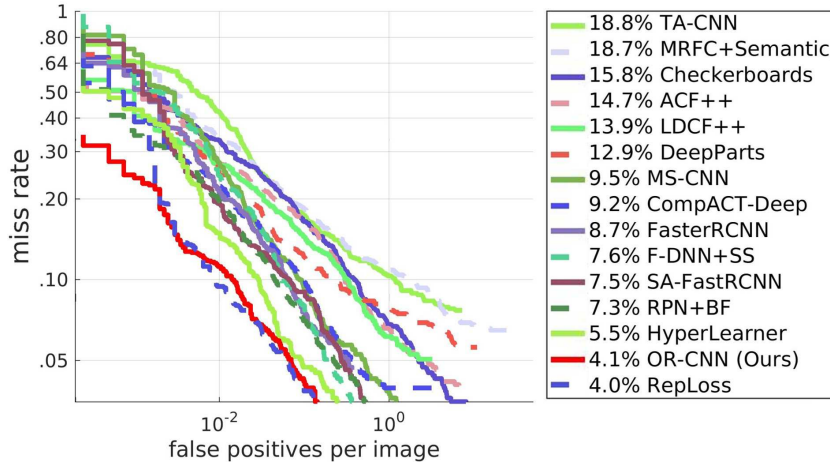 1
.80
.64
.50
.40
.30
.20
.10
.05
miss rate
10^-2
10^0
false positives per image
18.8% TA-CNN
18.7% MRFC+Semantic
15.8% Checkerboards
14.7% ACF++
13.9% LDCF++
12.9% DeepParts
9.5% MS-CNN
9.2% CompACT-Deep
8.7% FasterRCNN
7.6% F-DNN+SS
7.5% SA-FastRCNN
7.3% RPN+BF
5.5% HyperLearner
4.1% OR-CNN (Ours)
4.0% RepLoss